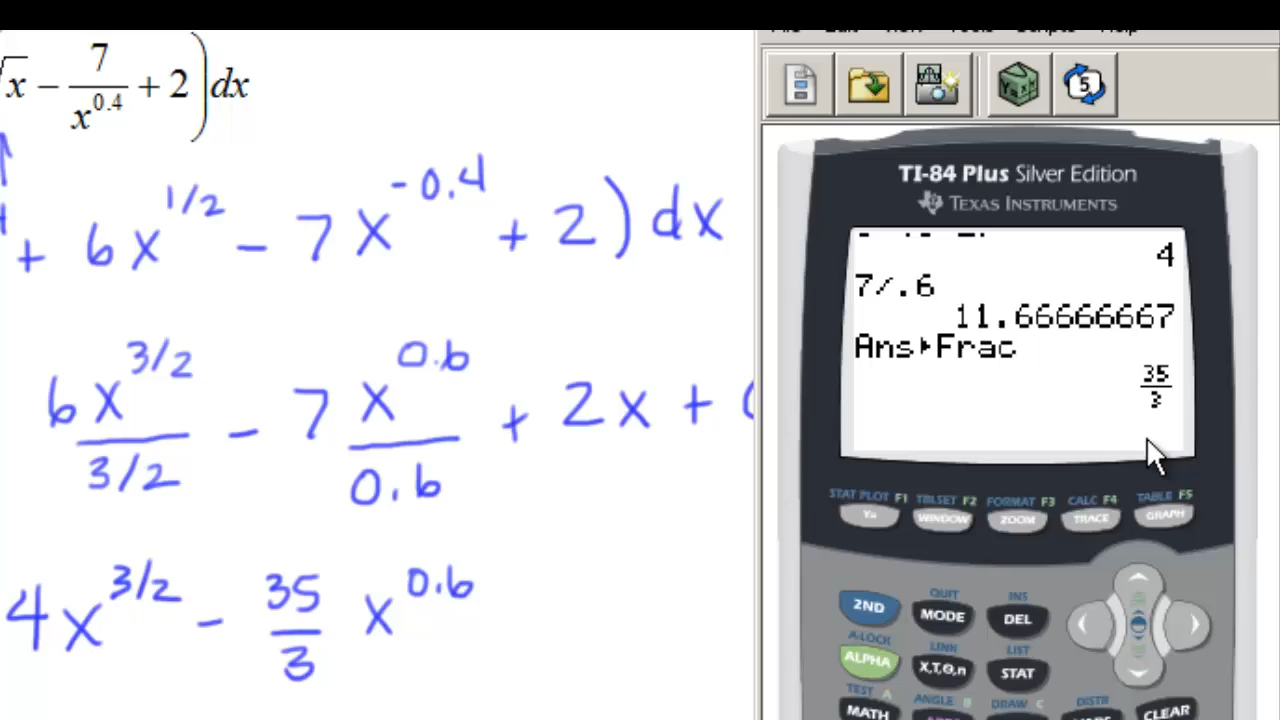 √x − 7/x^0.4 + 2) dx
+ 6x^1/2 − 7x^-0.4 + 2) dx
6x^3/2 / 3/2 − 7 x^0.6 / 0.6 + 2x +
4x^3/2 − 35/3 x^0.6
TI-84 Plus Silver Edition
TEXAS INSTRUMENTS
4
7/.6
11.66666667
Ans▸Frac
35/3
STAT PLOT F1 TBLSET F2 FORMAT F3 CALC F4 TABLE F5
Y= WINDOW ZOOM TRACE GRAPH
QUIT INS
2ND MODE DEL
A-LOCK LINK LIST
ALPHA X,T,Θ,n STAT
TEST A ANGLE B DRAW C DISTR
MATH CLEAR